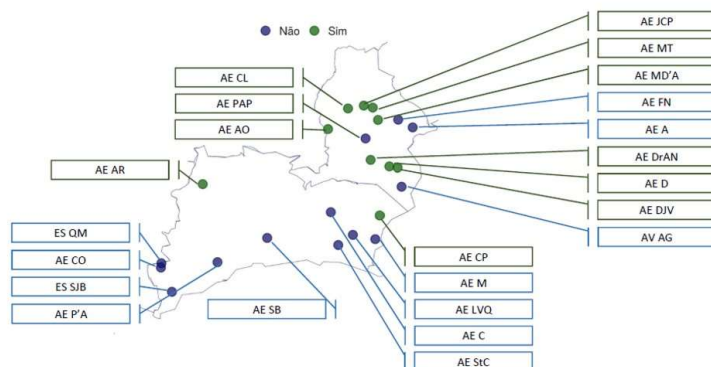 Não Sim
AE JCP
AE MT
AE MD'A
AE FN
AE A
AE DrAN
AE D
AE DJV
AV AG
AE CL
AE PAP
AE AO
AE AR
ES QM
AE CO
ES SJB
AE P'A
AE SB
AE CP
AE M
AE LVQ
AE C
AE StC